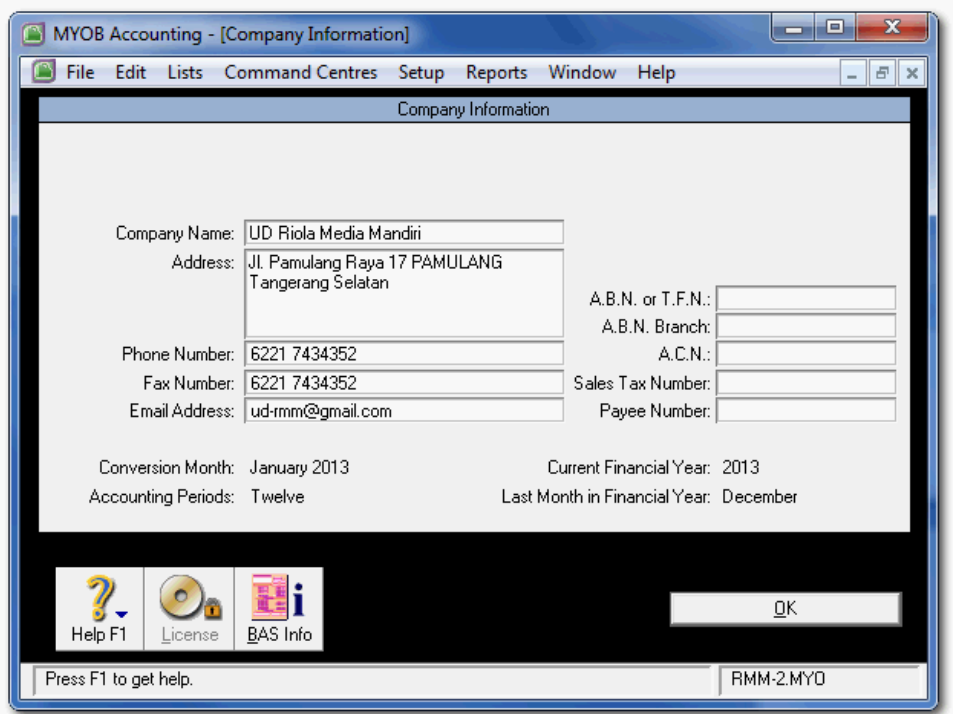 MYOB Accounting - [Company Information]
File Edit Lists Command Centres Setup Reports Window Help
Company Information
Company Name: UD Riola Media Mandiri
Address: Jl. Pamulang Raya 17 PAMULANG
Tangerang Selatan
A.B.N. or T.F.N.:
A.B.N. Branch:
Phone Number: 6221 7434352
A.C.N.:
Fax Number: 6221 7434352
Sales Tax Number:
Email Address: ud-rmm@gmail.com
Payee Number:
Conversion Month: January 2013
Current Financial Year: 2013
Accounting Periods: Twelve
Last Month in Financial Year: December
Help F1
License
BAS Info
OK
Press F1 to get help.
RMM-2.MYO